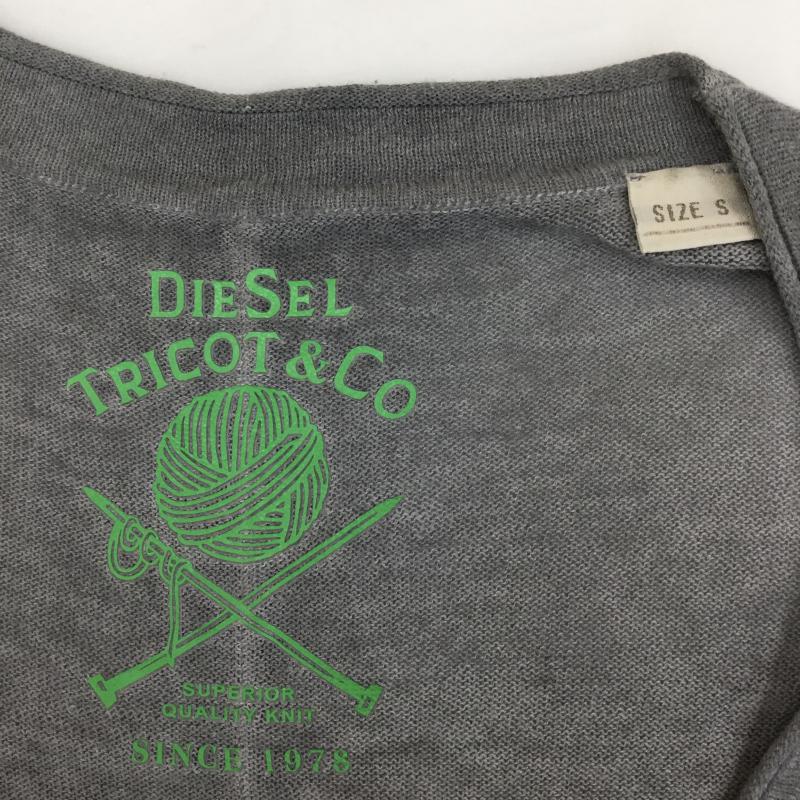 DIESEL
TRICOT & CO
SUPERIOR
QUALITY KNIT
SINCE 1978
SIZE S